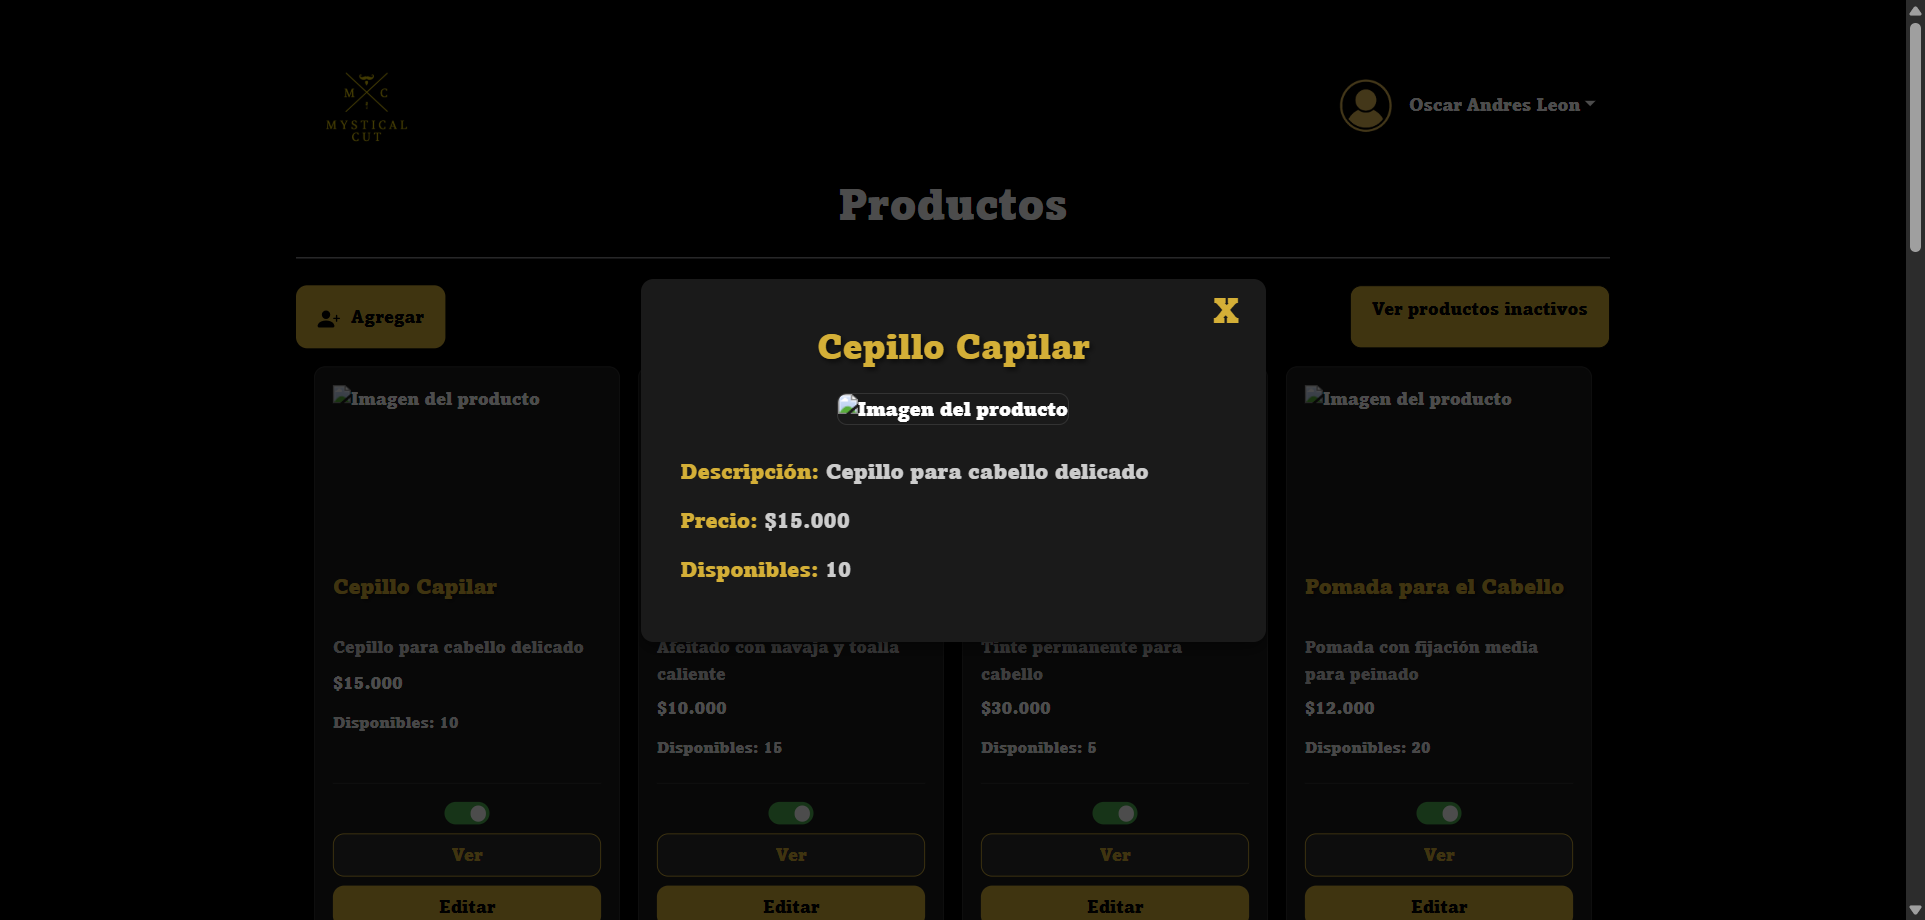 M C
MYSTICAL
CUT
Oscar Andres Leon
Productos
Agregar
Ver productos inactivos
X
Cepillo Capilar
Imagen del producto
Descripción: Cepillo para cabello delicado
Precio: $15.000
Disponibles: 10
Imagen del producto
Cepillo Capilar
Cepillo para cabello delicado
$15.000
Disponibles: 10
Ver
Editar
Afeitado con navaja y toalla
caliente
$10.000
Disponibles: 15
Ver
Editar
Tinte permanente para
cabello
$30.000
Disponibles: 5
Ver
Editar
Imagen del producto
Pomada para el Cabello
Pomada con fijación media
para peinado
$12.000
Disponibles: 20
Ver
Editar